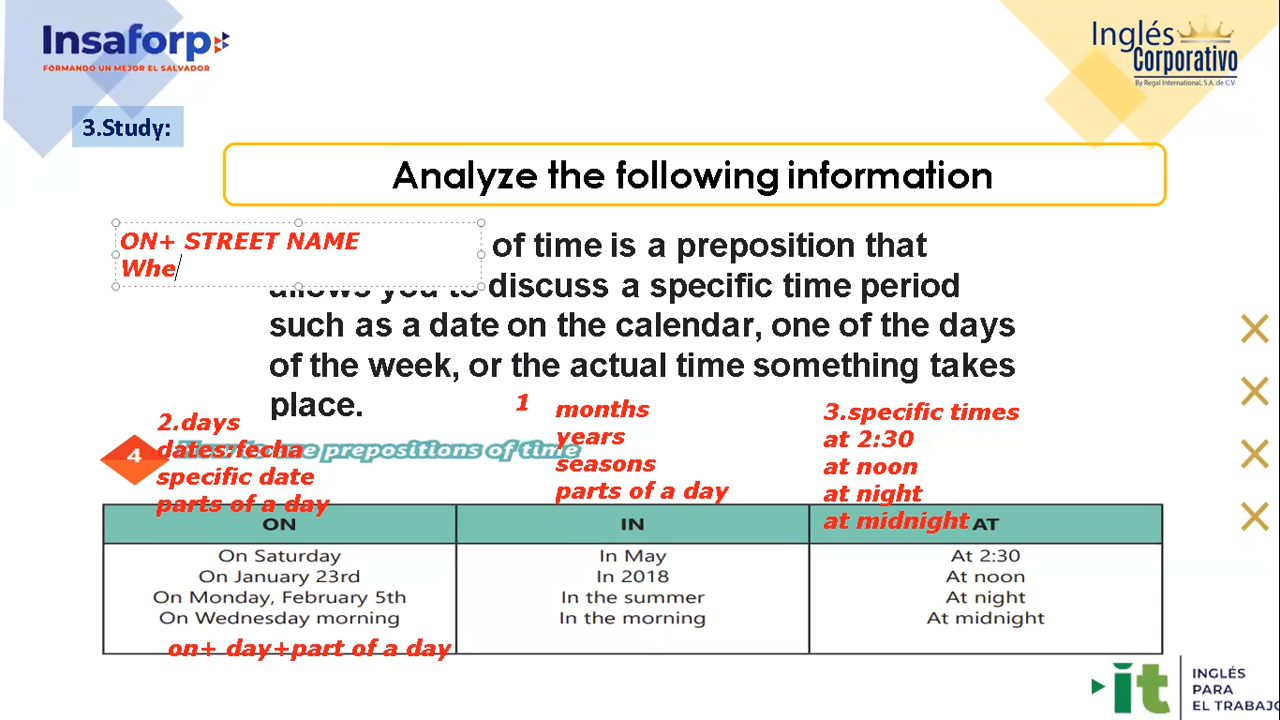 Insaforp
FORMANDO UN MEJOR EL SALVADOR
Inglés
Corporativo
By Regal International, S.A. de C.V.
3.Study:
Analyze the following information
ON+ STREET NAME
Whe
of time is a preposition that
allows you to discuss a specific time period
such as a date on the calendar, one of the days
of the week, or the actual time something takes
place.
1
2.days
dates:fecha
specific date
parts of a day
months
years
seasons
parts of a day
3.specific times
at 2:30
at noon
at night
at midnight
4
use prepositions of time
ON IN AT
On Saturday In May At 2:30
On January 23rd In 2018 At noon
On Monday, February 5th In the summer At night
On Wednesday morning In the morning At midnight
on+ day+part of a day
it
INGLÉS
PARA
EL TRABAJO